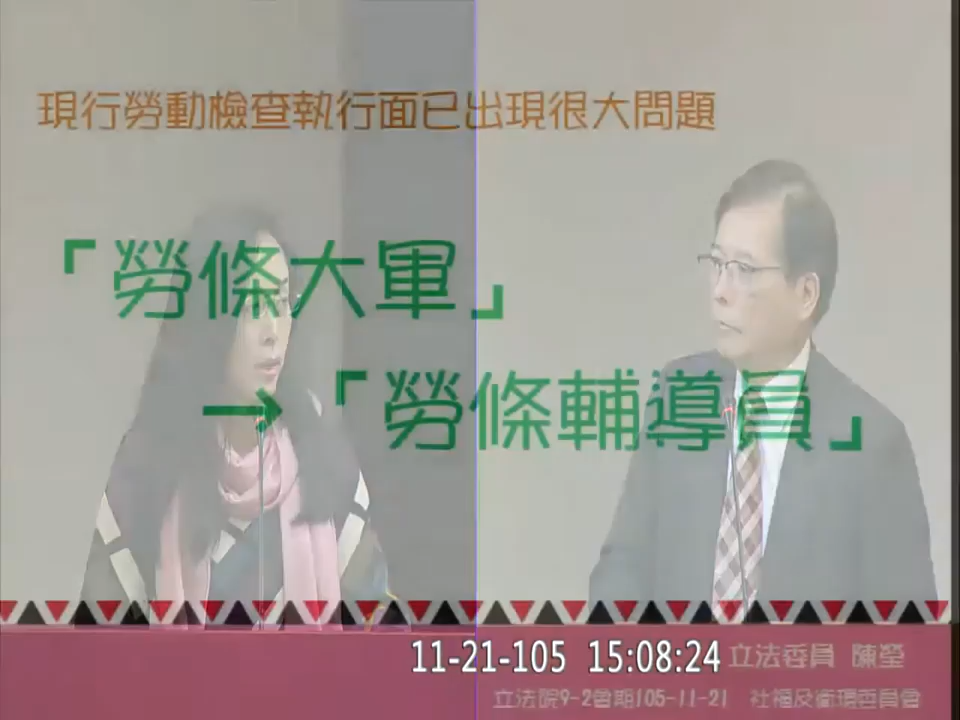 現行勞動檢查執行面已出現很大問題
「勞條大軍」
→「勞條輔導員」
11-21-105 15:08:24
立法委員 陳瑩
立法院9-2會期105-11-21 社福及衛環委員會